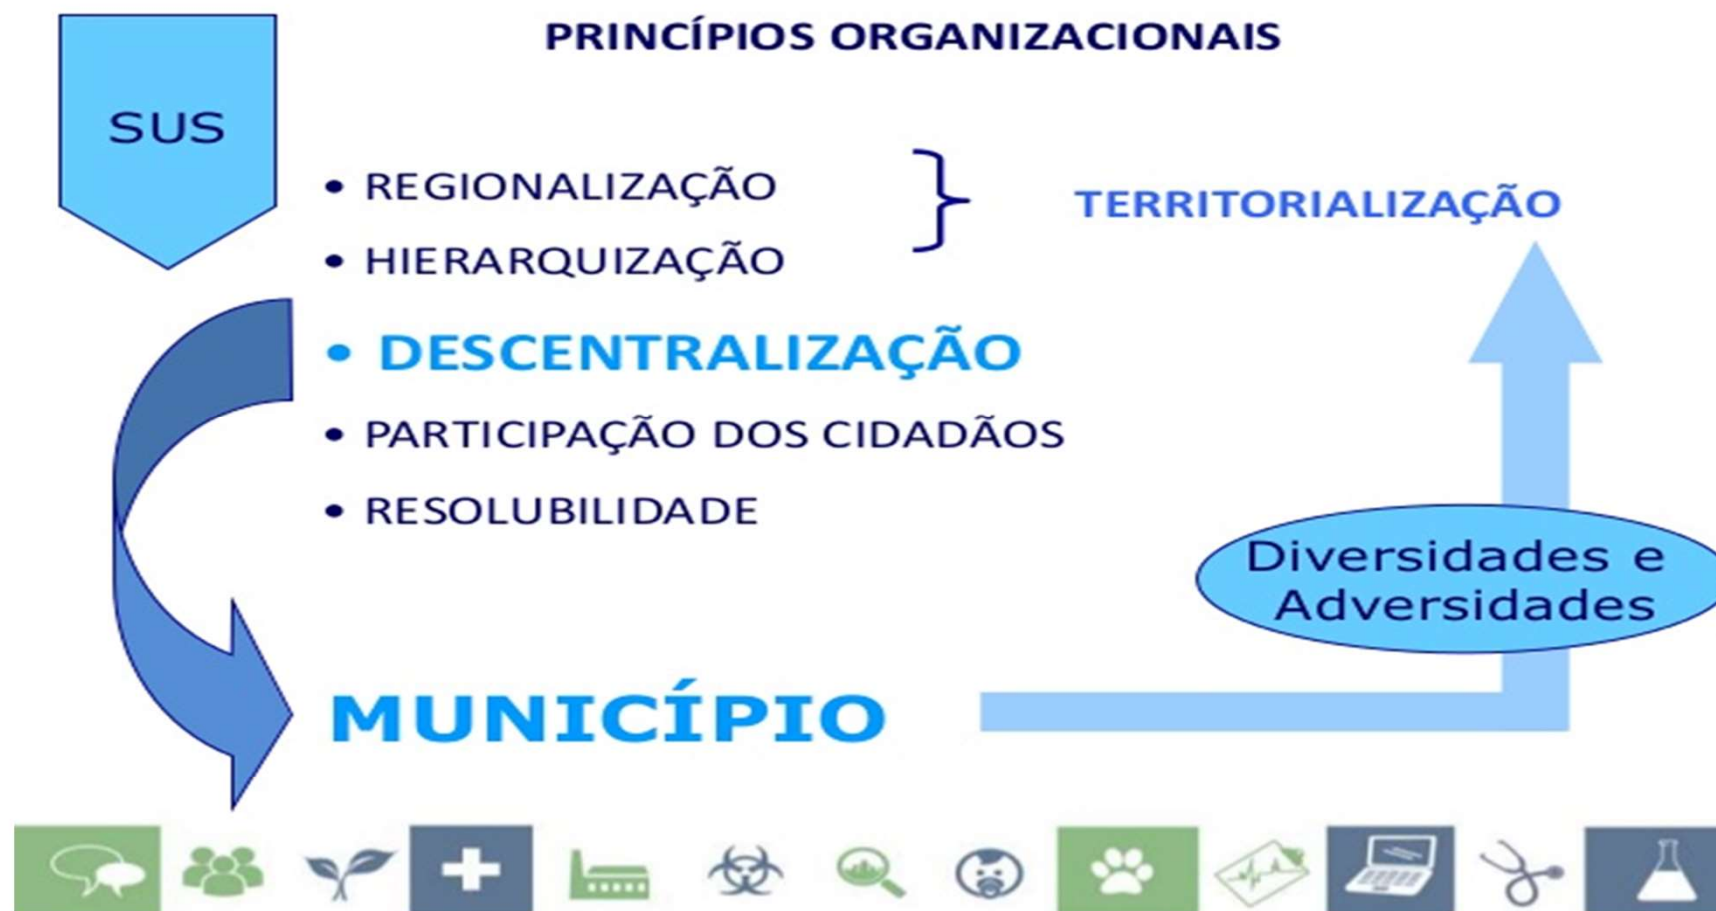 PRINCÍPIOS ORGANIZACIONAIS
SUS
• REGIONALIZAÇÃO
• HIERARQUIZAÇÃO
TERRITORIALIZAÇÃO
• DESCENTRALIZAÇÃO
• PARTICIPAÇÃO DOS CIDADÃOS
• RESOLUBILIDADE
Diversidades e
Adversidades
MUNICÍPIO